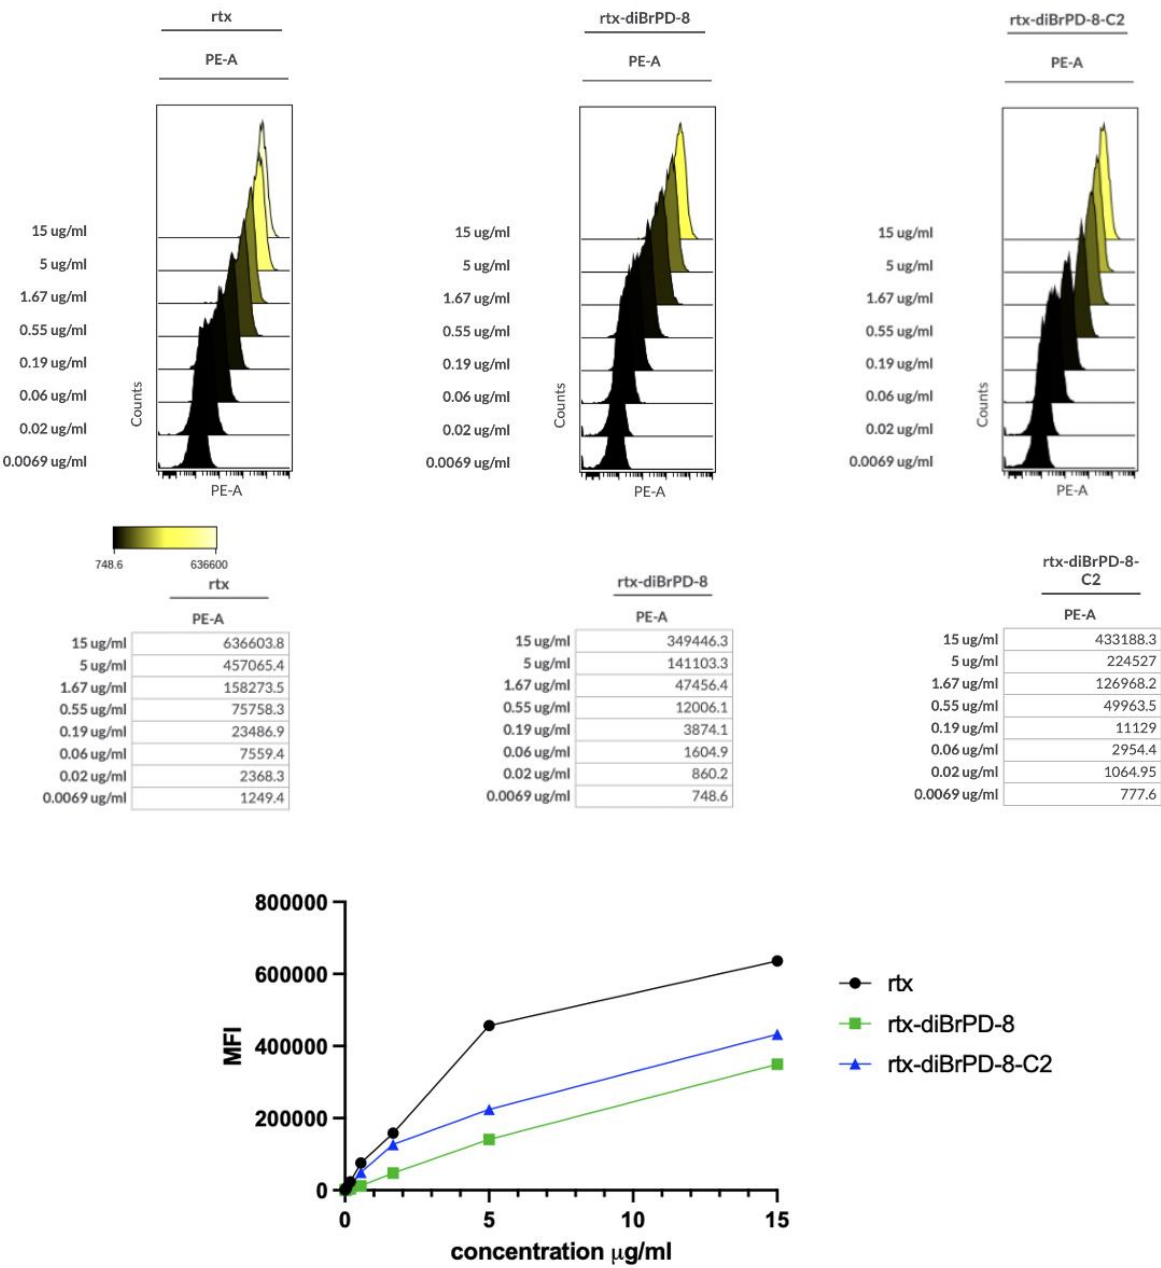 rtx
rtx-diBrPD-8
rtx-diBrPD-8-C2
PE-A
PE-A
PE-A
15 ug/ml
5 ug/ml
1.67 ug/ml
0.55 ug/ml
0.19 ug/ml
0.06 ug/ml
0.02 ug/ml
0.0069 ug/ml
Counts
PE-A
15 ug/ml
5 ug/ml
1.67 ug/ml
0.55 ug/ml
0.19 ug/ml
0.06 ug/ml
0.02 ug/ml
0.0069 ug/ml
Counts
PE-A
15 ug/ml
5 ug/ml
1.67 ug/ml
0.55 ug/ml
0.19 ug/ml
0.06 ug/ml
0.02 ug/ml
0.0069 ug/ml
Counts
PE-A
748.6 636600
rtx
PE-A
15 ug/ml 636603.8
5 ug/ml 457065.4
1.67 ug/ml 158273.5
0.55 ug/ml 75758.3
0.19 ug/ml 23486.9
0.06 ug/ml 7559.4
0.02 ug/ml 2368.3
0.0069 ug/ml 1249.4
rtx-diBrPD-8
PE-A
15 ug/ml 349446.3
5 ug/ml 141103.3
1.67 ug/ml 47456.4
0.55 ug/ml 12006.1
0.19 ug/ml 3874.1
0.06 ug/ml 1604.9
0.02 ug/ml 860.2
0.0069 ug/ml 748.6
rtx-diBrPD-8-
C2
PE-A
15 ug/ml 433188.3
5 ug/ml 224527
1.67 ug/ml 126968.2
0.55 ug/ml 49963.5
0.19 ug/ml 11129
0.06 ug/ml 2954.4
0.02 ug/ml 1064.95
0.0069 ug/ml 777.6
MFI
800000
600000
400000
200000
0
0 5 10 15
concentration μg/ml
rtx
rtx-diBrPD-8
rtx-diBrPD-8-C2